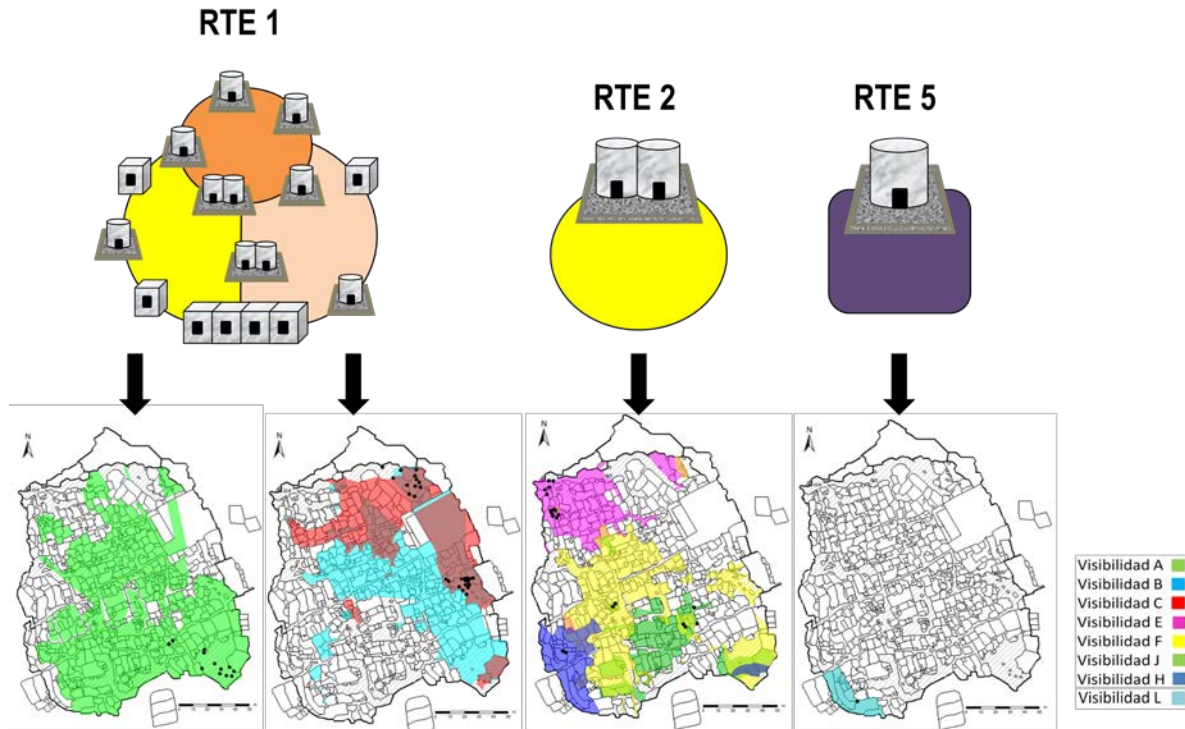 RTE 1
RTE 2
RTE 5
N
N
N
N
Visibilidad A
Visibilidad B
Visibilidad C
Visibilidad E
Visibilidad F
Visibilidad J
Visibilidad H
Visibilidad L